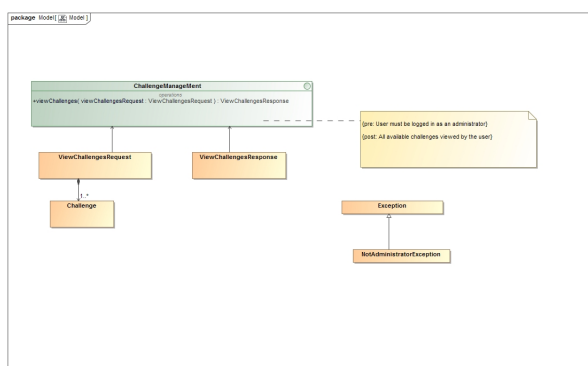 package Model[ Model ]
ChallengeManageMent
operations
+viewChallenges( viewChallengesRequest : ViewChallengesRequest ) : ViewChallengesResponse
{pre: User must be logged in as an administrator}
{post: All available challenges viewed by the user}
ViewChallengesRequest
ViewChallengesResponse
1..*
Challenge
Exception
NotAdministratorException